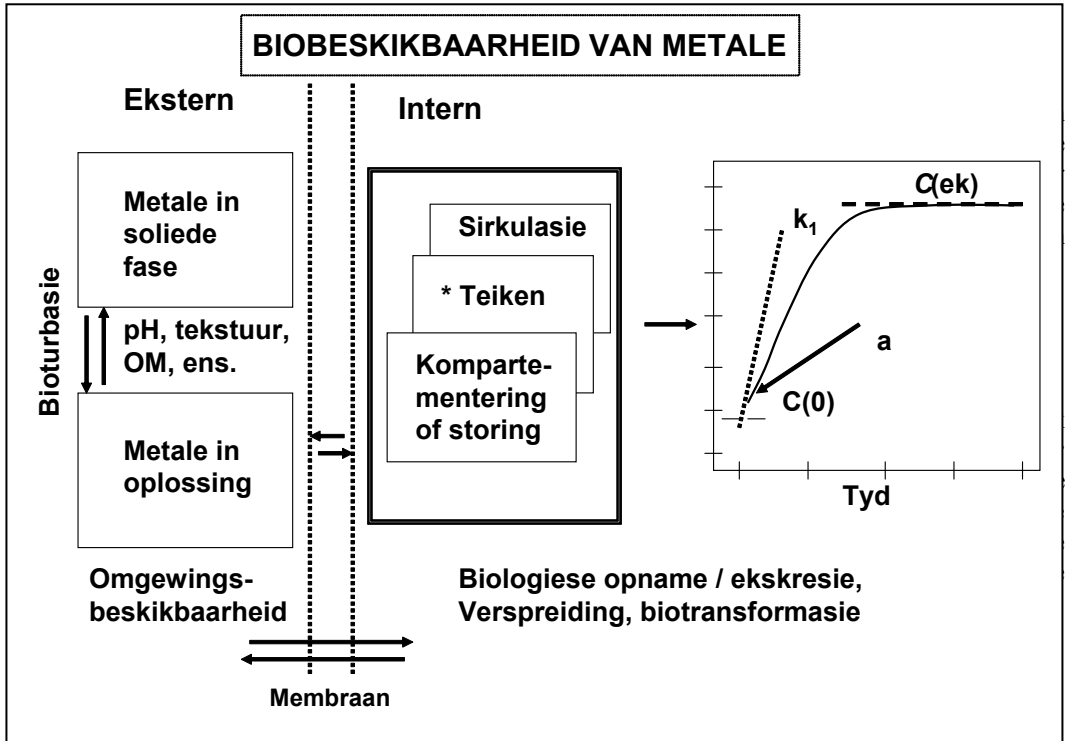 BIOBESKIKBAARHEID VAN METALE
Ekstern
Intern
Metale in
soliede
fase
Bioturbasie
pH, tekstuur,
OM, ens.
Metale in
oplossing
Omgewings-
beskikbaarheid
Sirkulasie
* Teiken
Komparte-
mentering
of storing
C(ek)
k₁
a
C(0)
Tyd
Biologiese opname / ekskresie,
Verspreiding, biotransformasie
Membraan